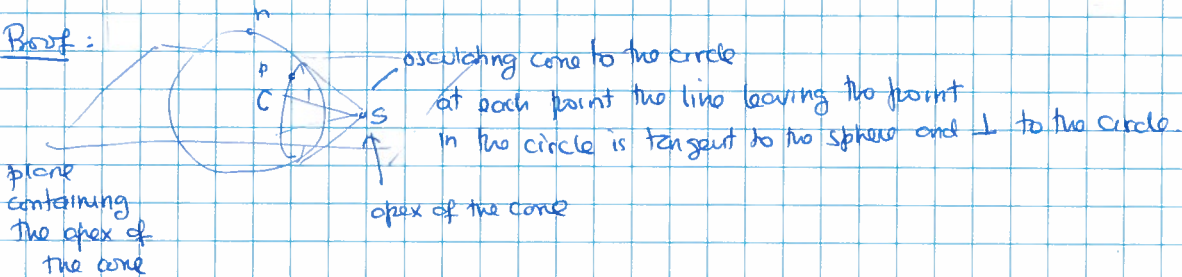 Proof:
n
osculating cone to the circle
p
C
S
at each point the line leaving the point
in the circle is tangent to the sphere and ⊥ to the circle.
plane
containing
the apex of
the cone
apex of the cone